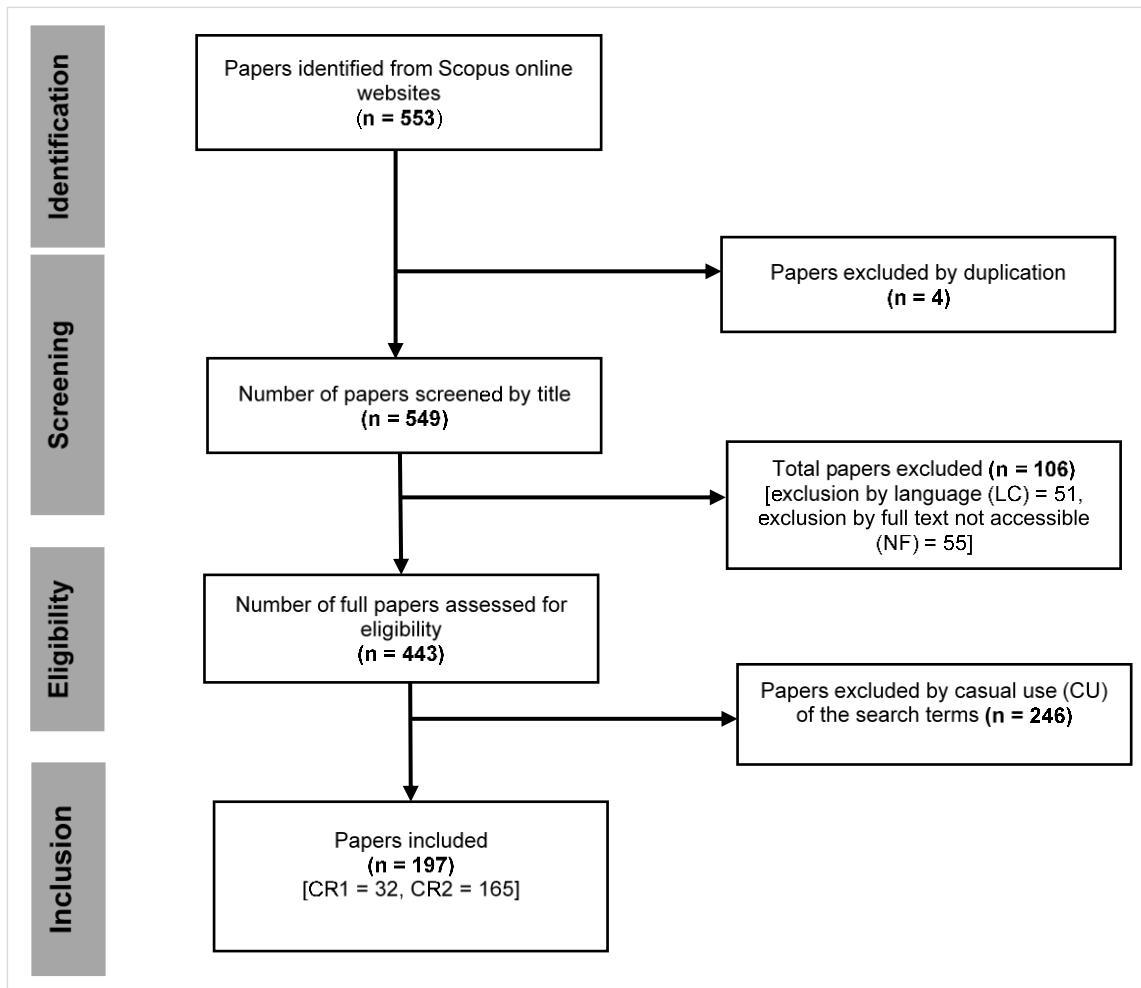 Identification
Papers identified from Scopus online
websites
(n = 553)
Papers excluded by duplication
(n = 4)
Screening
Number of papers screened by title
(n = 549)
Total papers excluded (n = 106)
[exclusion by language (LC) = 51,
exclusion by full text not accessible
(NF) = 55]
Eligibility
Number of full papers assessed for
eligibility
(n = 443)
Papers excluded by casual use (CU)
of the search terms (n = 246)
Inclusion
Papers included
(n = 197)
[CR1 = 32, CR2 = 165]